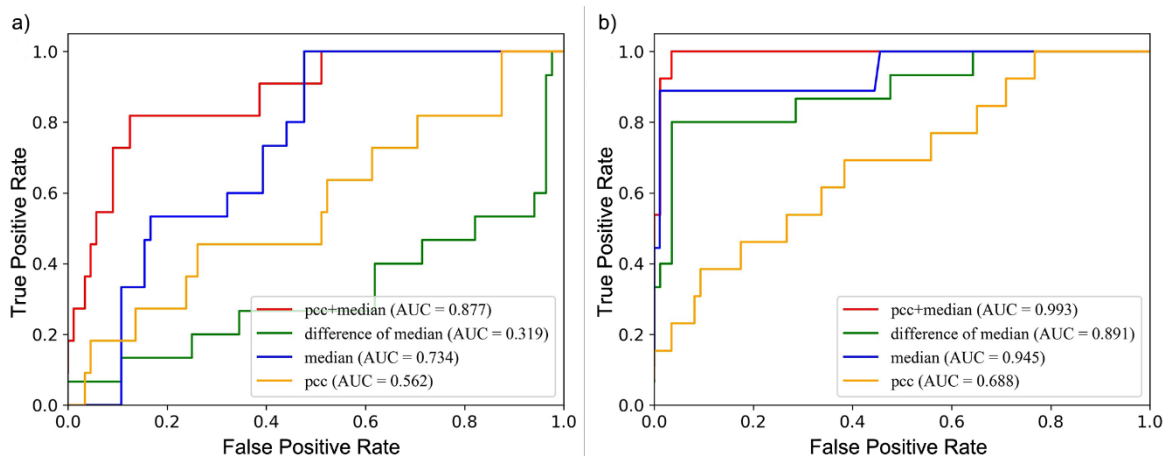 a)
1.0
0.8
0.6
0.4
0.2
0.0
True Positive Rate
pcc+median (AUC = 0.877)
difference of median (AUC = 0.319)
median (AUC = 0.734)
pcc (AUC = 0.562)
0.0 0.2 0.4 0.6 0.8 1.0
False Positive Rate
b)
1.0
0.8
0.6
0.4
0.2
0.0
True Positive Rate
pcc+median (AUC = 0.993)
difference of median (AUC = 0.891)
median (AUC = 0.945)
pcc (AUC = 0.688)
0.0 0.2 0.4 0.6 0.8 1.0
False Positive Rate